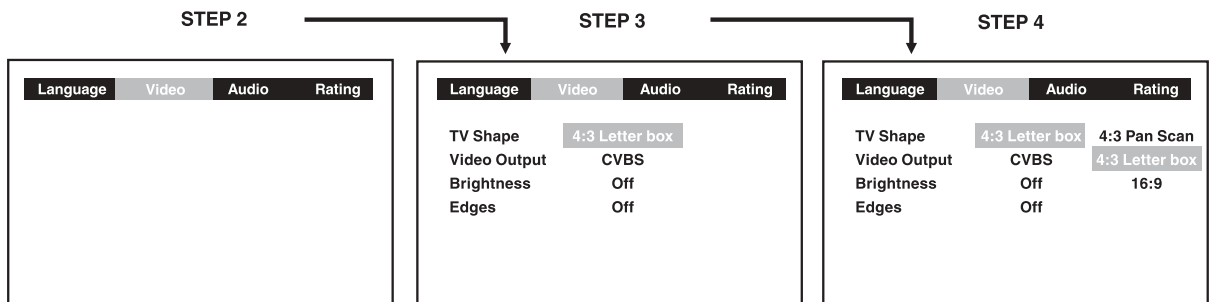 STEP 2
STEP 3
STEP 4
Language Video Audio Rating
Language Video Audio Rating
TV Shape 4:3 Letter box
Video Output CVBS
Brightness Off
Edges Off
Language Video Audio Rating
TV Shape 4:3 Letter box 4:3 Pan Scan
Video Output CVBS 4:3 Letter box
Brightness Off 16:9
Edges Off